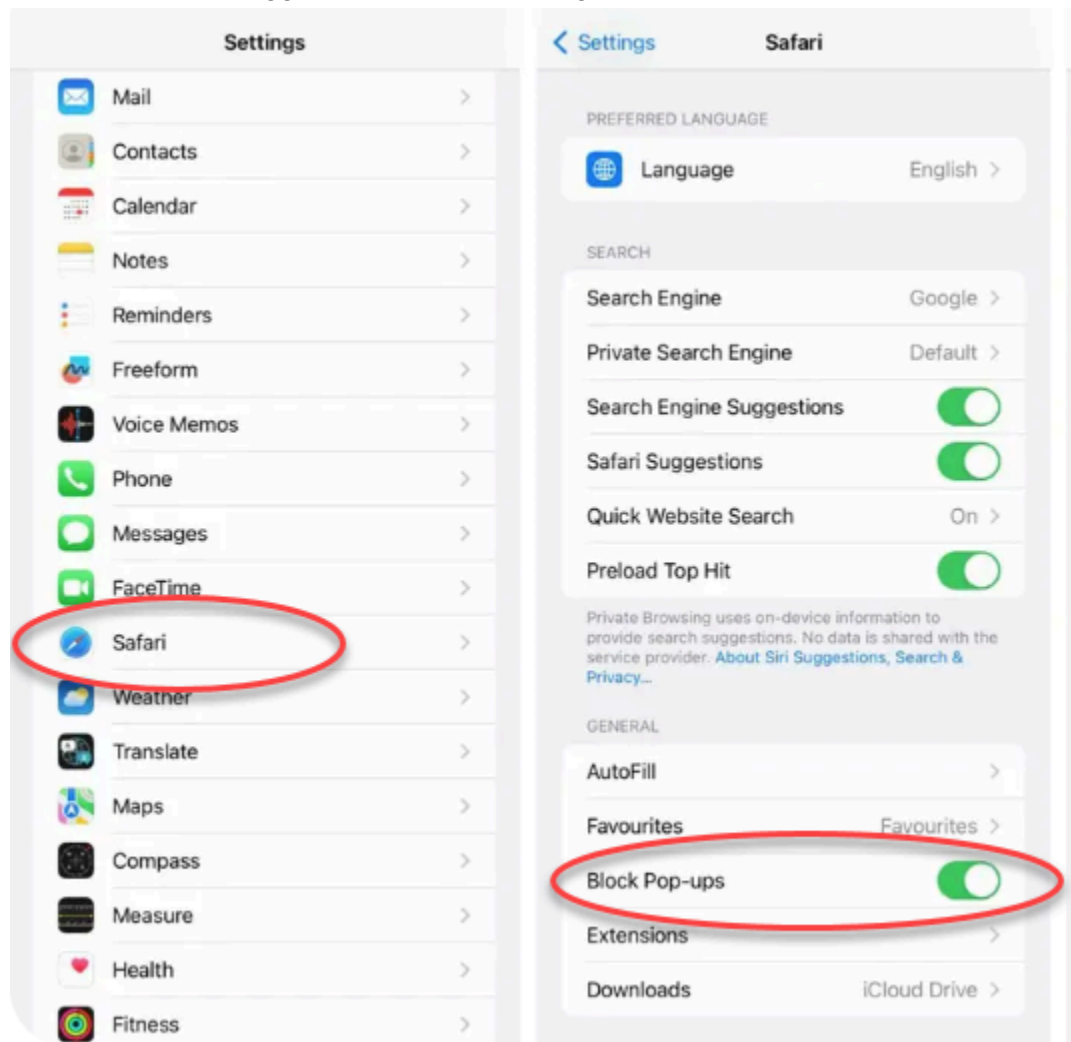 Settings
Mail
Contacts
Calendar
Notes
Reminders
Freeform
Voice Memos
Phone
Messages
FaceTime
Safari
Weather
Translate
Maps
Compass
Measure
Health
Fitness
Settings
Safari
PREFERRED LANGUAGE
Language English
SEARCH
Search Engine Google
Private Search Engine Default
Search Engine Suggestions
Safari Suggestions
Quick Website Search On
Preload Top Hit
Private Browsing uses on-device information to
provide search suggestions. No data is shared with the
service provider. About Siri Suggestions, Search &
Privacy...
GENERAL
AutoFill
Favourites Favourites
Block Pop-ups
Extensions
Downloads iCloud Drive